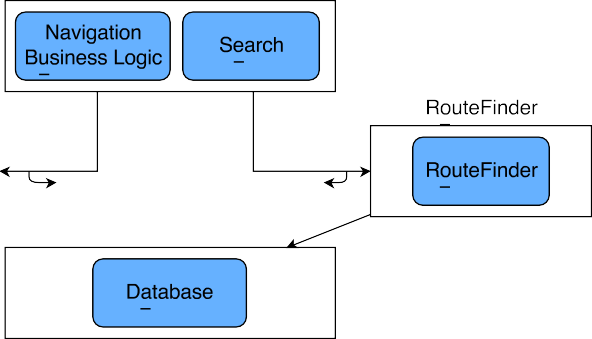 Navigation
Business Logic
Search
RouteFinder
RouteFinder
Database